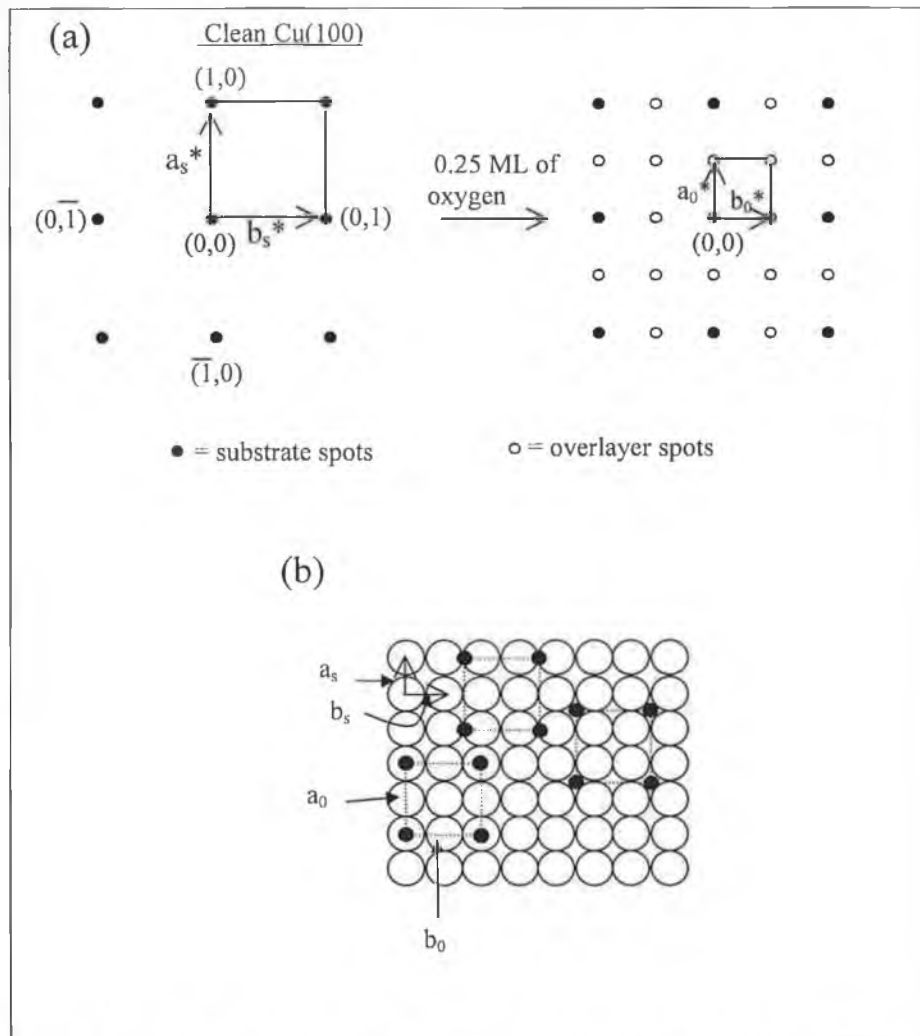 (a)
Clean Cu(100)
(1,0)
a_s*
(0,1̅)
(0,0)
b_s*
(0,1)
(1̅,0)
0.25 ML of
oxygen
a_0*
b_0*
(0,0)
● = substrate spots
○ = overlayer spots
(b)
a_s
b_s
a_0
b_0